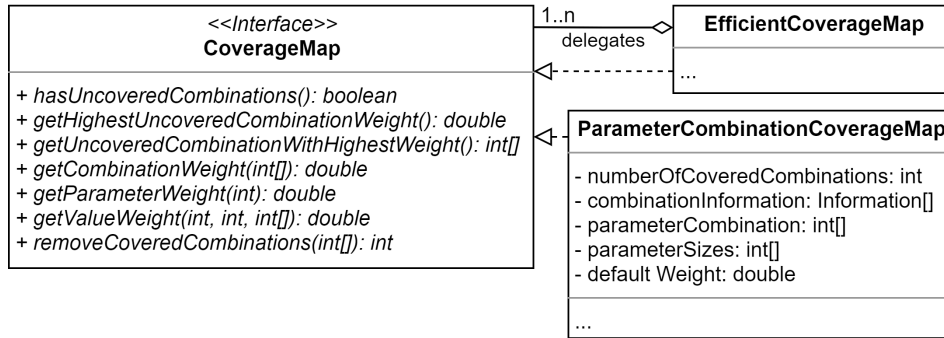 <<Interface>>
CoverageMap
+ hasUncoveredCombinations(): boolean
+ getHighestUncoveredCombinationWeight(): double
+ getUncoveredCombinationWithHighestWeight(): int[]
+ getCombinationWeight(int[]): double
+ getParameterWeight(int): double
+ getValueWeight(int, int, int[]): double
+ removeCoveredCombinations(int[]): int
1..n
delegates
EfficientCoverageMap
...
ParameterCombinationCoverageMap
- numberOfCoveredCombinations: int
- combinationInformation: Information[]
- parameterCombination: int[]
- parameterSizes: int[]
- default Weight: double
...